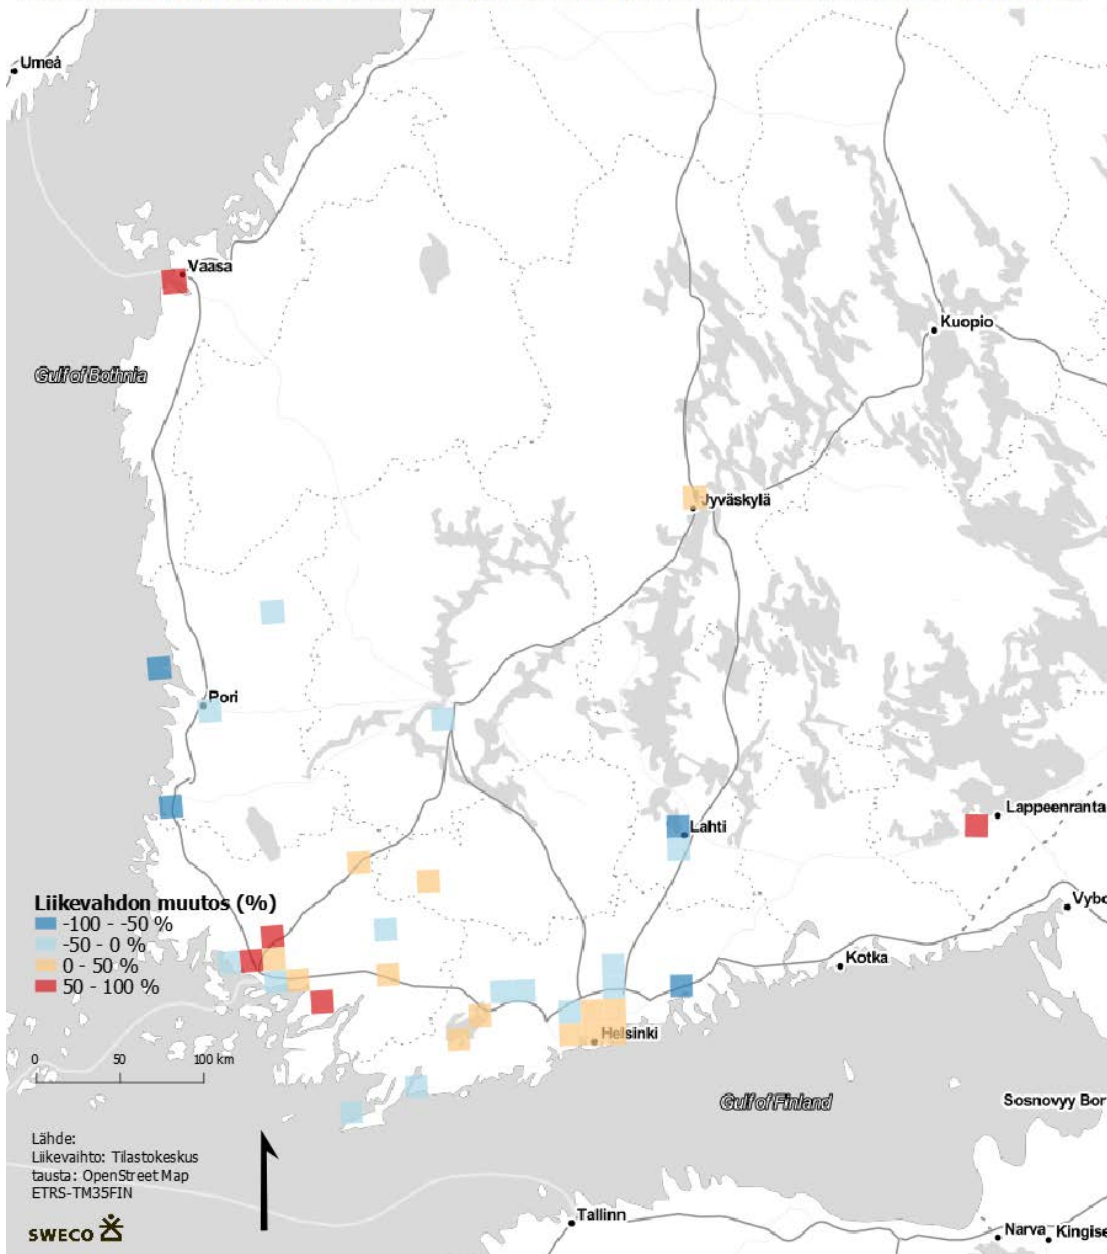 Umeå
Vaasa
Gulf of Bothnia
Kuopio
Jyväskylä
Pori
Lahti
Lappeenranta
Liikevahdon muutos (%)
-100 - -50 %
-50 - 0 %
0 - 50 %
50 - 100 %
Vybo
Kotka
Helsinki
0 50 100 km
Gulf of Finland
Sosnovyy Bor
Lähde:
Liikevaihto: Tilastokeskus
tausta: OpenStreet Map
ETRS-TM35FIN
SWECO
Tallinn
Narva
Kingise